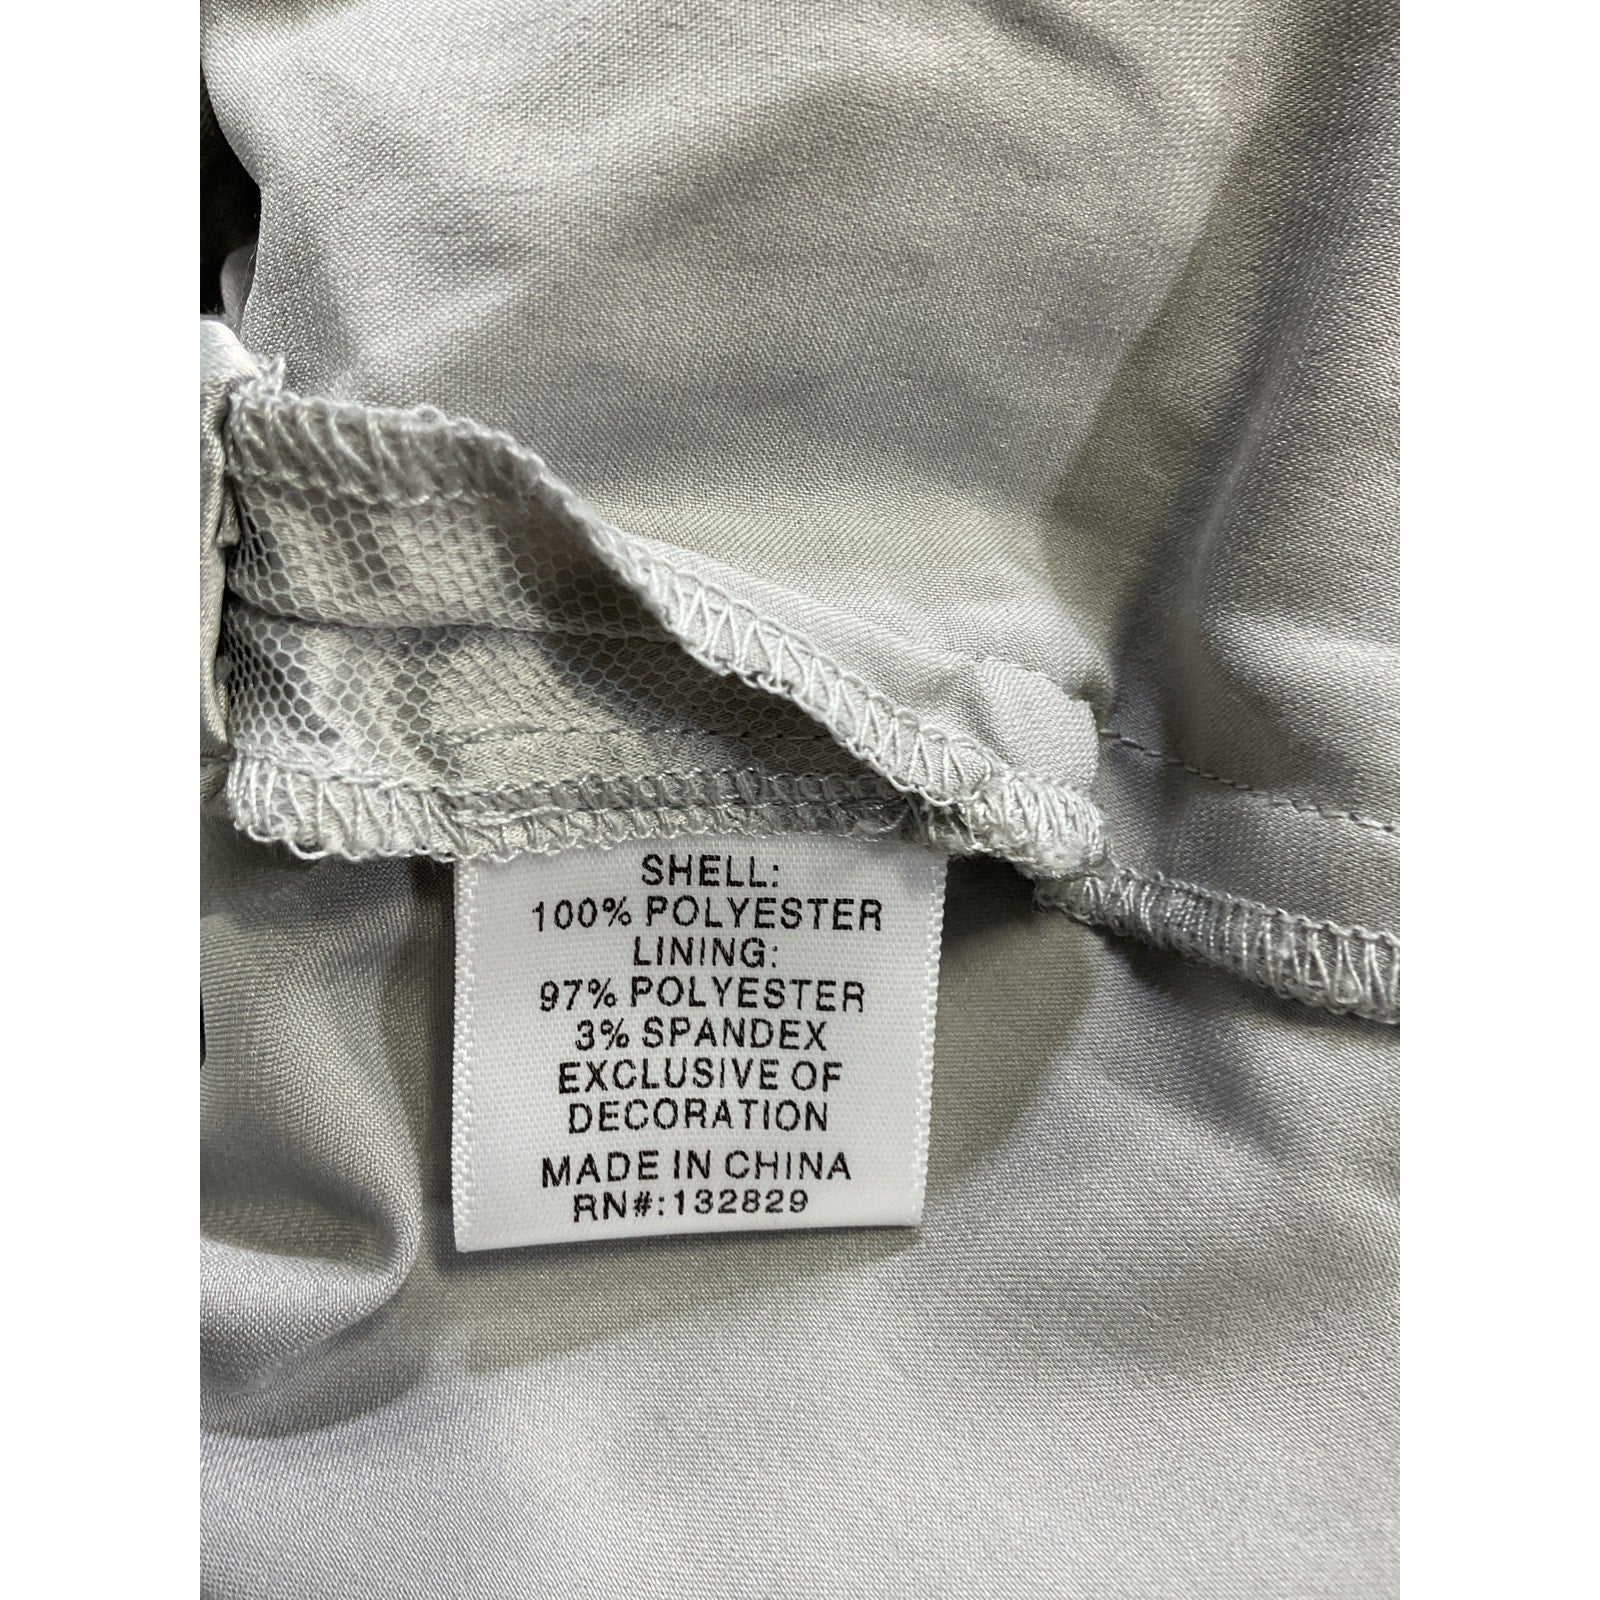 SHELL:
100% POLYESTER
LINING:
97% POLYESTER
3% SPANDEX
EXCLUSIVE OF
DECORATION
MADE IN CHINA
RN#:132829